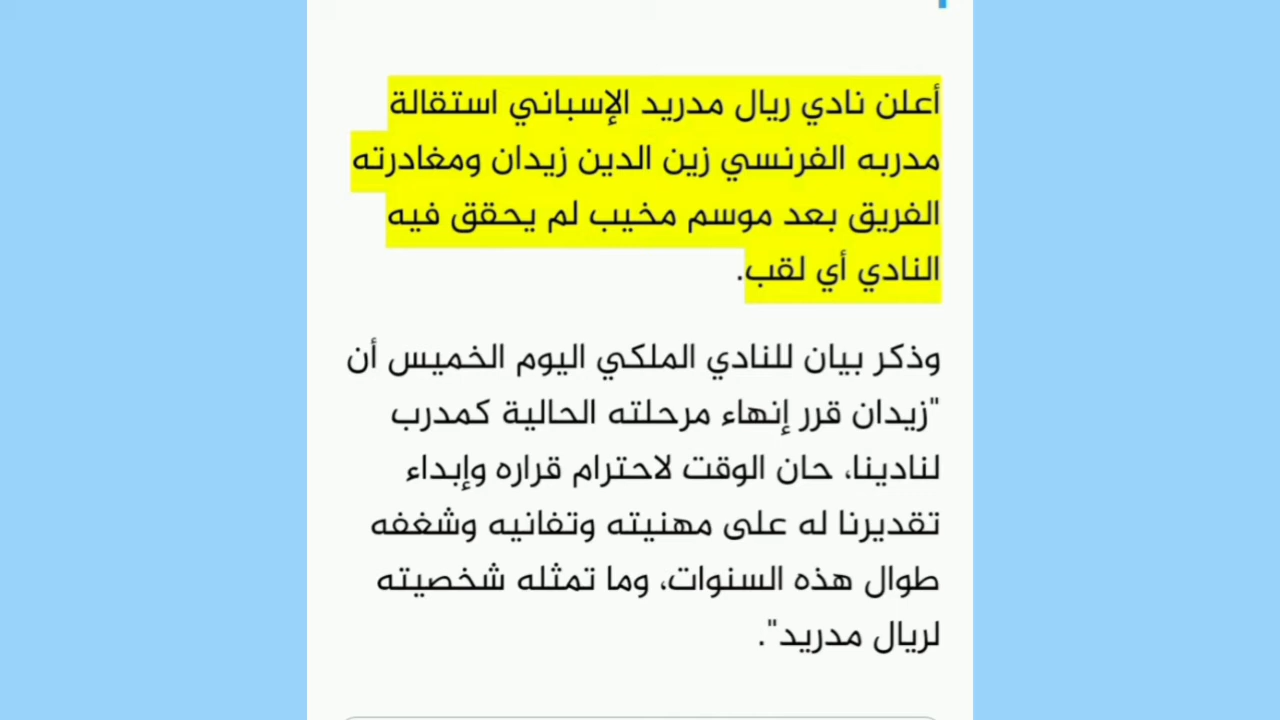 أعلن نادي ريال مدريد الإسباني استقالة
مدربه الفرنسي زين الدين زيدان ومغادرته
الفريق بعد موسم مخيب لم يحقق فيه
النادي أي لقب.
وذكر بيان للنادي الملكي اليوم الخميس أن
"زيدان قرر إنهاء مرحلته الحالية كمدرب
لنادينا، حان الوقت لاحترام قراره وإبداء
تقديرنا له على مهنيته وتفانيه وشغفه
طوال هذه السنوات، وما تمثله شخصيته
لريال مدريد".